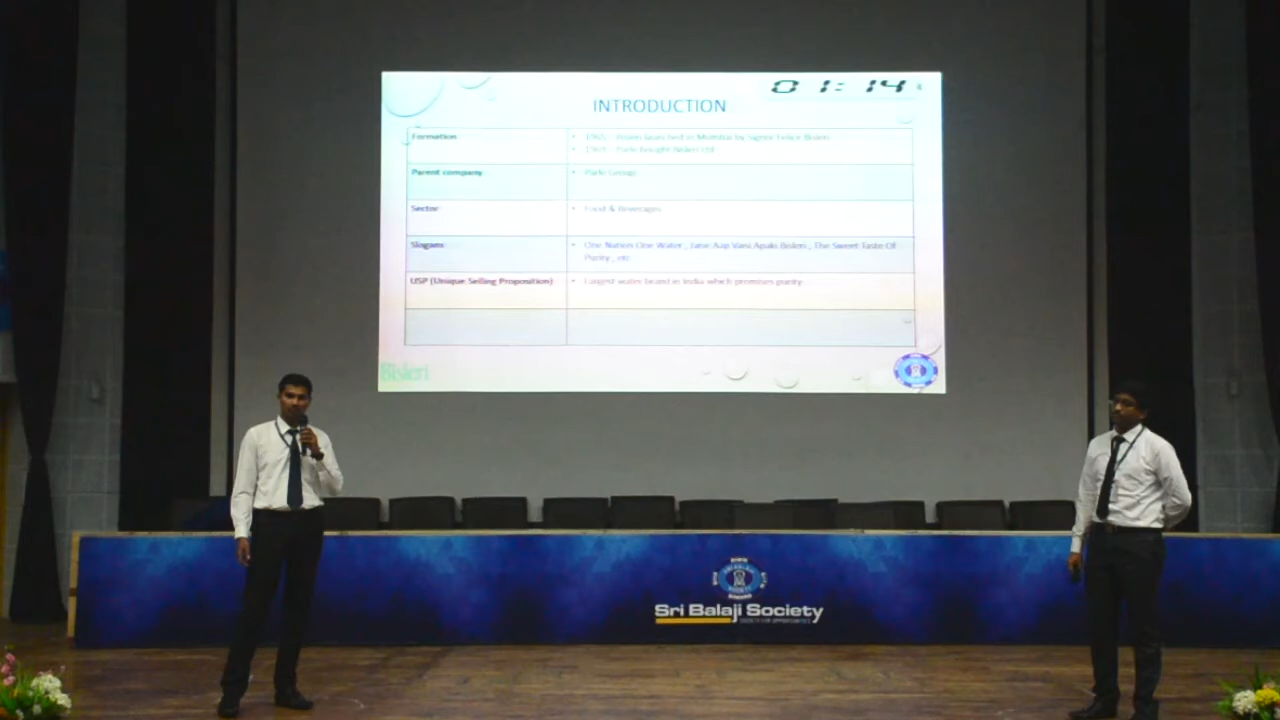 01:14
4
INTRODUCTION
Formation
1965 - Bisleri launched in Mumbai by Signor Felice Bisleri
1969 - Parle bought Bisleri Ltd
Parent company
Parle Group
Sector
Food & Beverages
Slogans
One Nation One Water, Jane Aap Vaisi Apaki Bisleri, The Sweet Taste Of
Purity, etc
USP (Unique Selling Proposition)
Largest water brand in India which promises purity
Bisleri
Sri Balaji Society